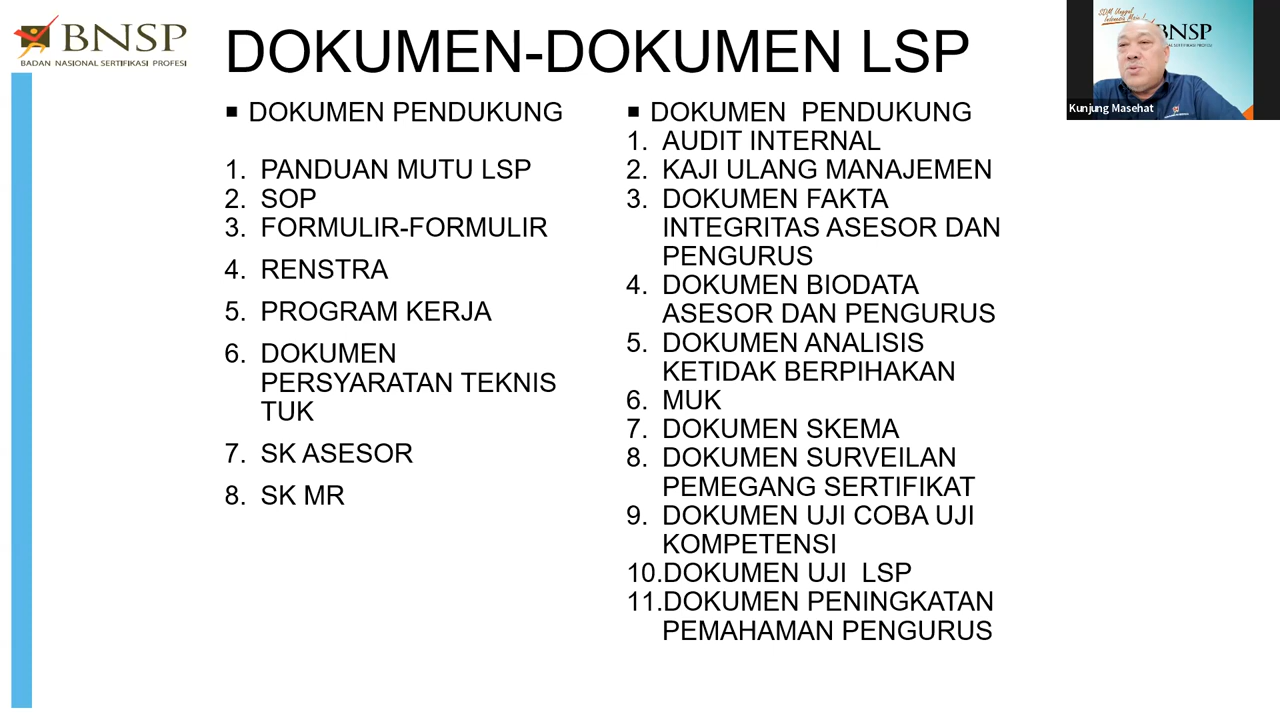 BNSP
BADAN NASIONAL SERTIFIKASI PROFESI
DOKUMEN-DOKUMEN LSP
▪ DOKUMEN PENDUKUNG
1. PANDUAN MUTU LSP
2. SOP
3. FORMULIR-FORMULIR
4. RENSTRA
5. PROGRAM KERJA
6. DOKUMEN
PERSYARATAN TEKNIS
TUK
7. SK ASESOR
8. SK MR
▪ DOKUMEN PENDUKUNG
1. AUDIT INTERNAL
2. KAJI ULANG MANAJEMEN
3. DOKUMEN FAKTA
INTEGRITAS ASESOR DAN
PENGURUS
4. DOKUMEN BIODATA
ASESOR DAN PENGURUS
5. DOKUMEN ANALISIS
KETIDAK BERPIHAKAN
6. MUK
7. DOKUMEN SKEMA
8. DOKUMEN SURVEILAN
PEMEGANG SERTIFIKAT
9. DOKUMEN UJI COBA UJI
KOMPETENSI
10.DOKUMEN UJI LSP
11.DOKUMEN PENINGKATAN
PEMAHAMAN PENGURUS
SDM Unggul
BNSP
Kunjung Masehat